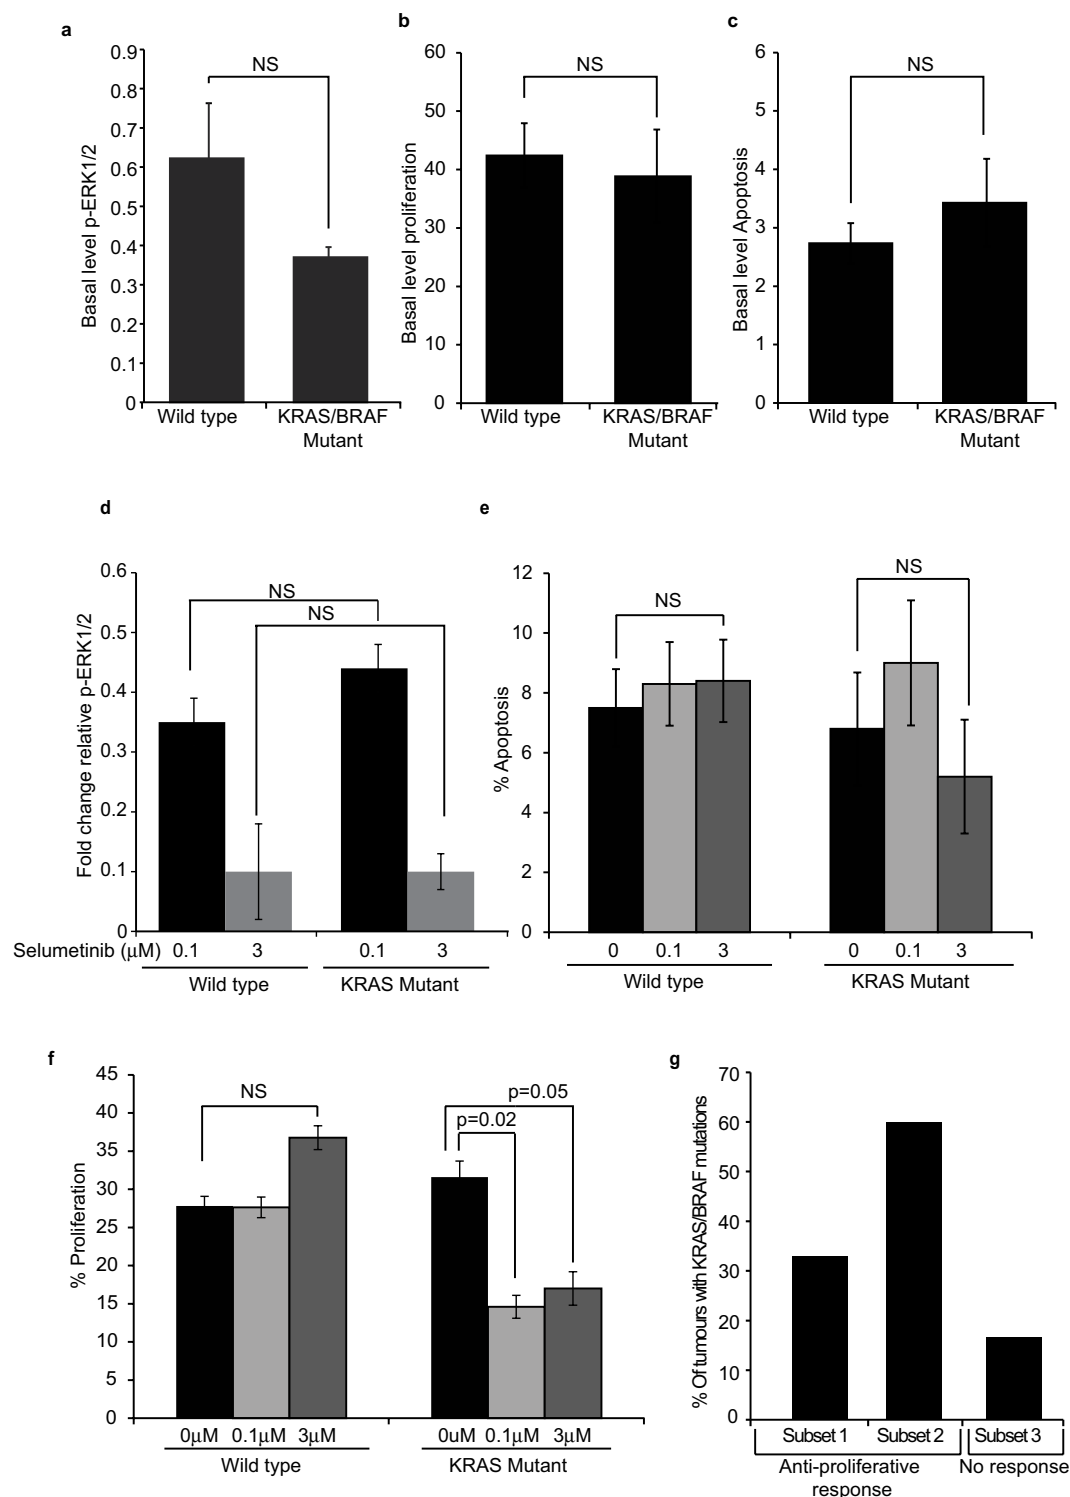 a
0.9
0.8
0.7
0.6
0.5
0.4
0.3
0.2
0.1
0
Basal level p-ERK1/2
NS
Wild type
KRAS/BRAF
Mutant
b
60
50
40
30
20
10
0
Basal level proliferation
NS
Wild type
KRAS/BRAF
Mutant
c
6
5
4
3
2
1
0
Basal level Apoptosis
NS
Wild type
KRAS/BRAF
Mutant
d
0.6
0.5
0.4
0.3
0.2
0.1
0
Fold change relative p-ERK1/2
NS
NS
Selumetinib (μM) 0.1 3 0.1 3
Wild type
KRAS Mutant
e
12
10
8
6
4
2
0
% Apoptosis
NS
NS
0 0.1 3 0 0.1 3
Wild type
KRAS Mutant
f
45
40
35
30
25
20
15
10
5
0
% Proliferation
NS
p=0.05
p=0.02
0μM 0.1μM 3μM 0uM 0.1μM 3μM
Wild type
KRAS Mutant
g
70
60
50
40
30
20
10
0
% Of tumours with KRAS/BRAF mutations
Subset 1 Subset 2 Subset 3
Anti-proliferative
response
No response